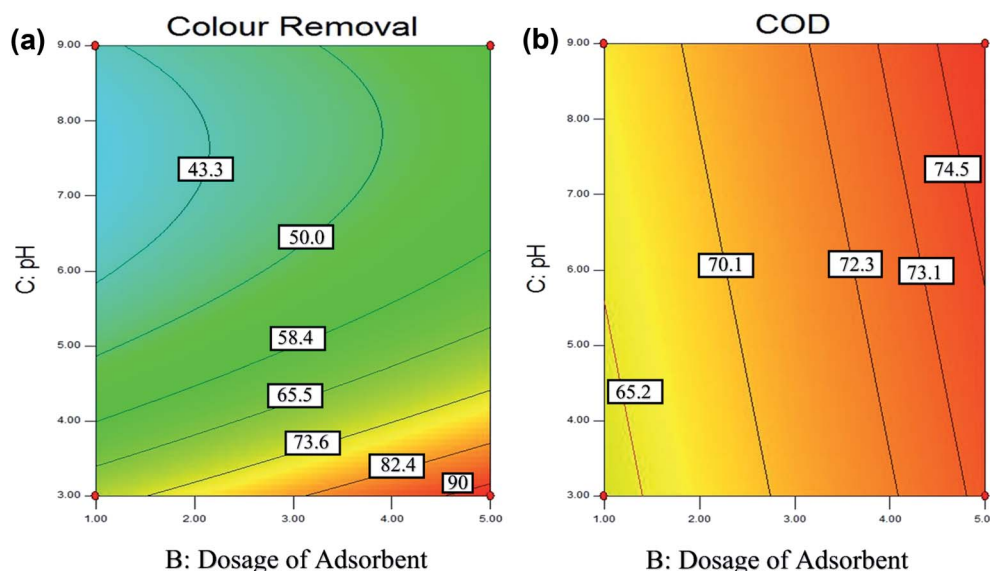 (a)
Colour Removal
9.00
8.00
7.00
6.00
5.00
4.00
3.00
C: pH
43.3
50.0
58.4
65.5
73.6
82.4
90
1.00 2.00 3.00 4.00 5.00
B: Dosage of Adsorbent
(b)
COD
9.00
8.00
7.00
6.00
5.00
4.00
3.00
C: pH
74.5
70.1 72.3 73.1
65.2
1.00 2.00 3.00 4.00 5.0
B: Dosage of Adsorbent